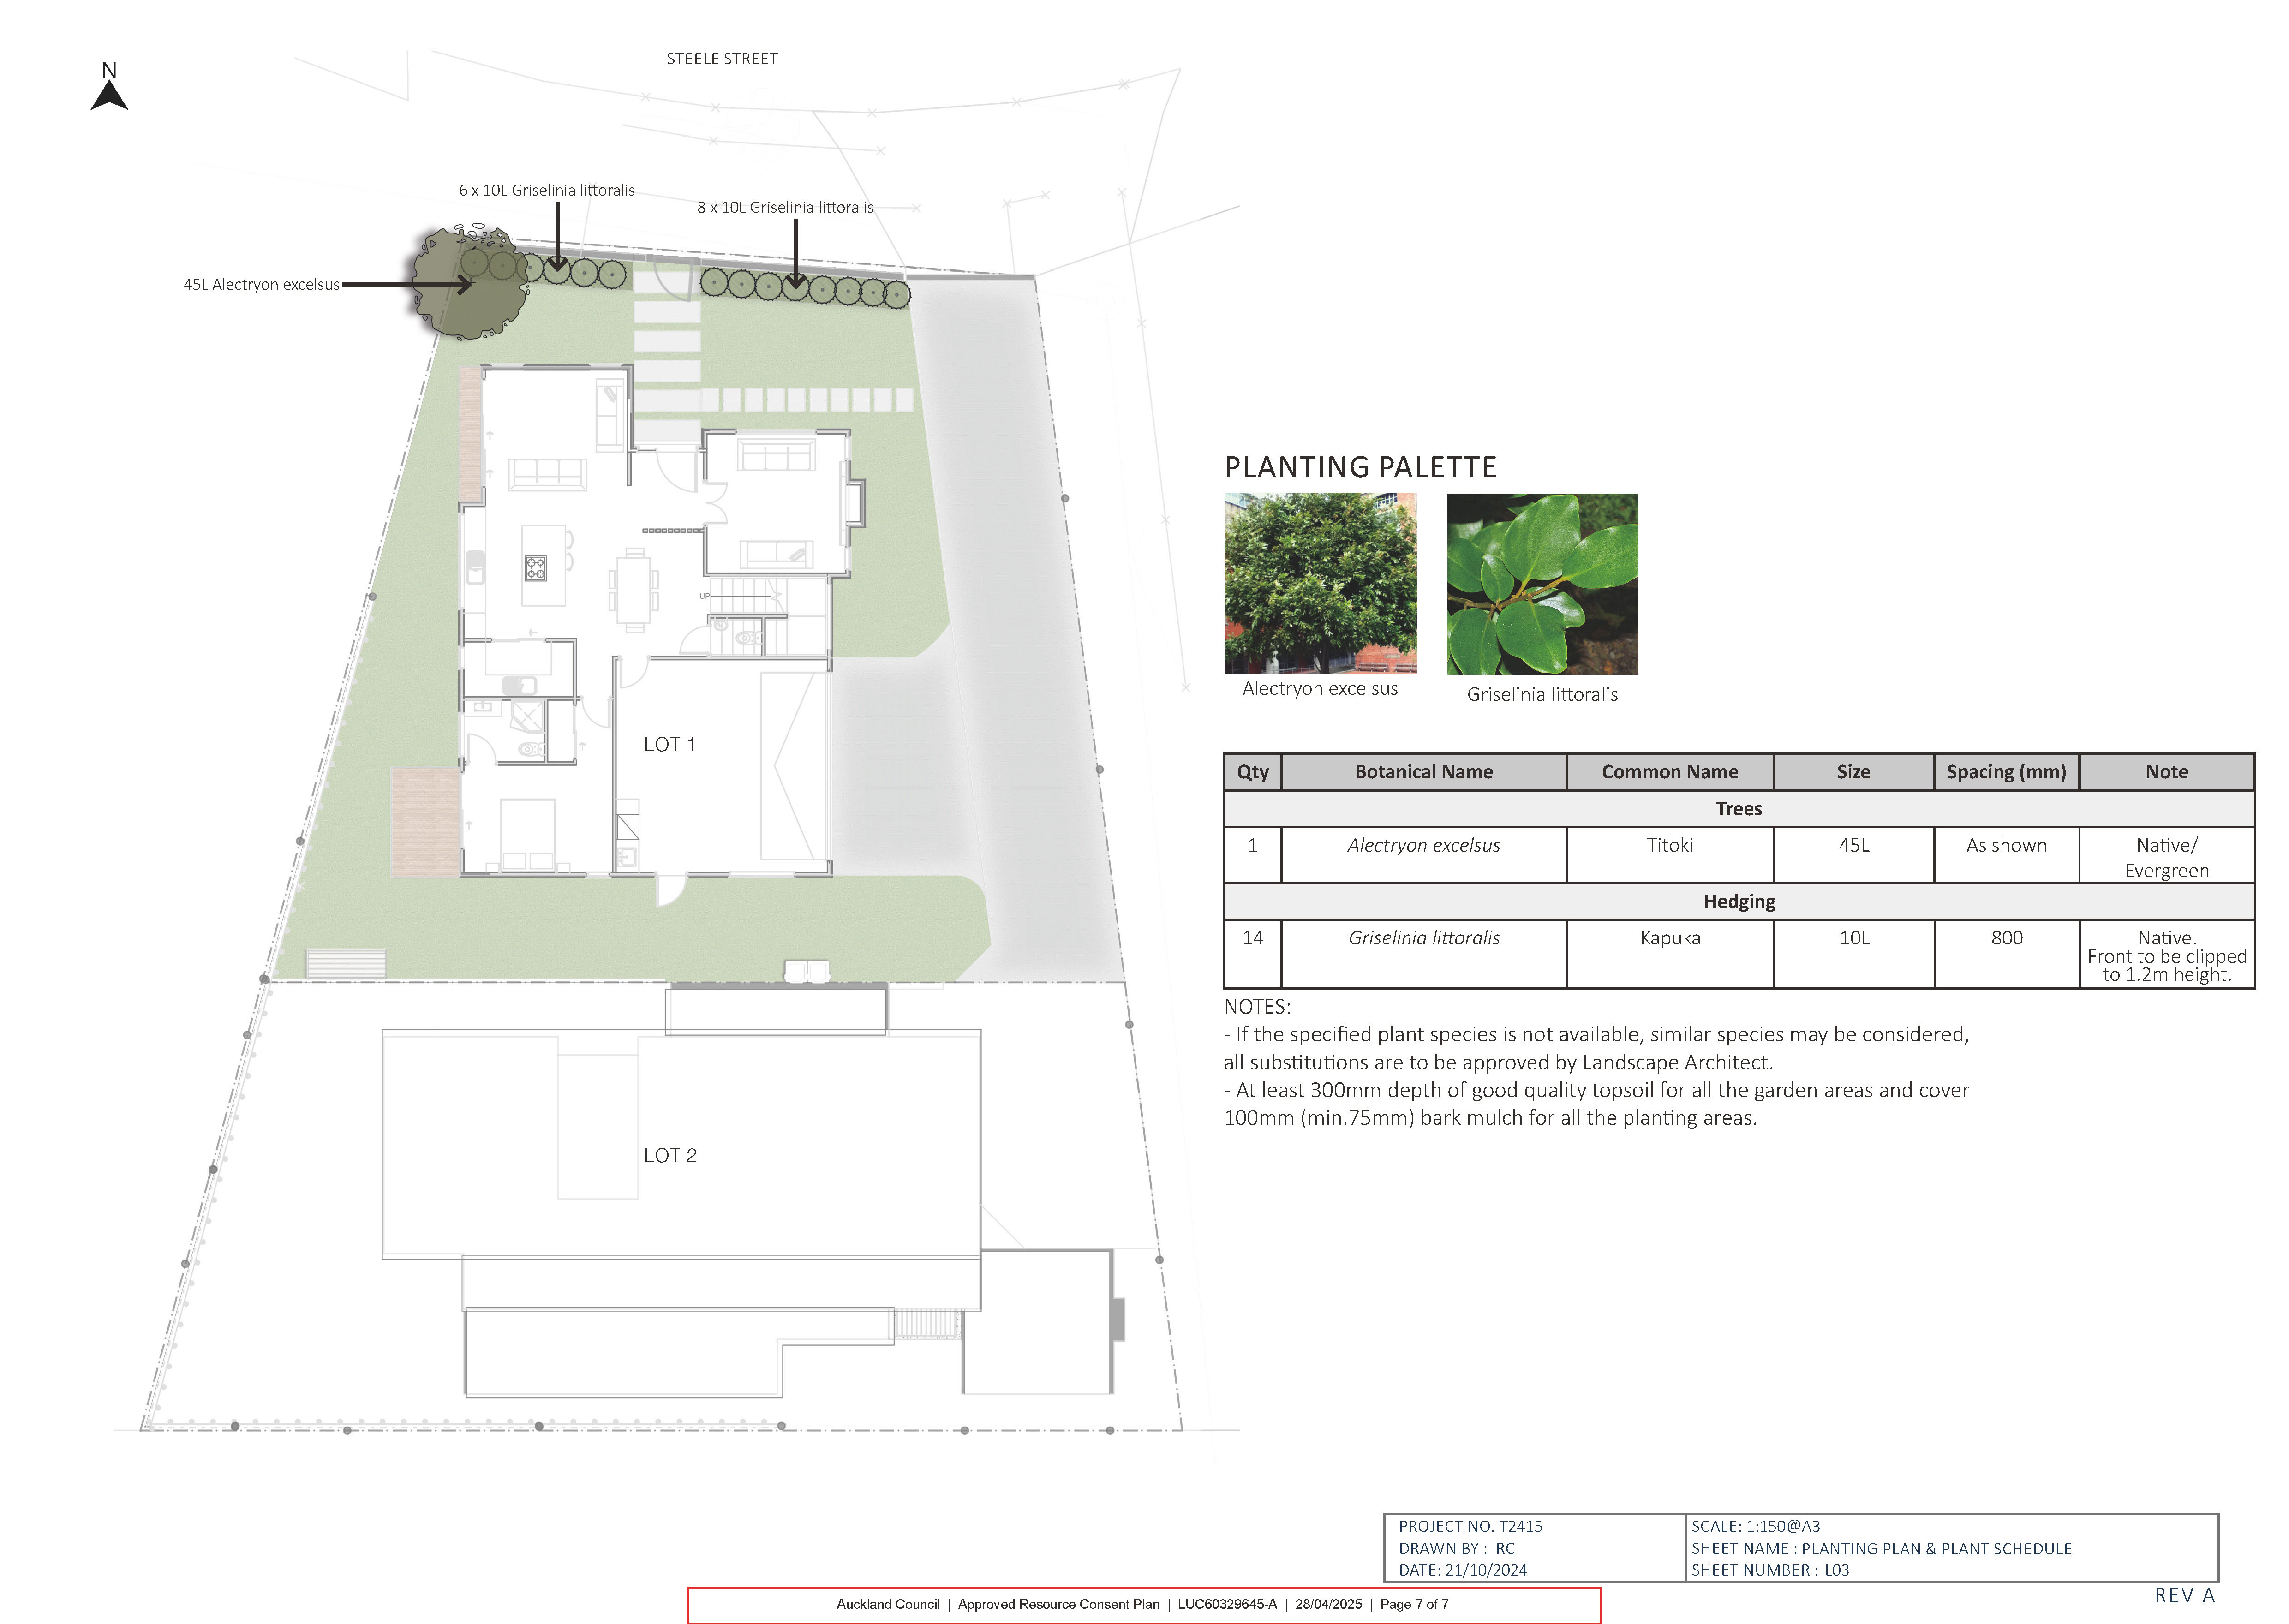 STEELE STREET
N
6 x 10L Griselinia littoralis
8 x 10L Griselinia littoralis
45L Alectryon excelsus
UP
LOT 1
LOT 2
PLANTING PALETTE
Alectryon excelsus
Griselinia littoralis
Qty Botanical Name Common Name Size Spacing (mm) Note
Trees
1 Alectryon excelsus Titoki 45L As shown Native/
Evergreen
Hedging
14 Griselinia littoralis Kapuka 10L 800 Native.
Front to be clipped
to 1.2m height.
NOTES:
- If the specified plant species is not available, similar species may be considered,
all substitutions are to be approved by Landscape Architect.
- At least 300mm depth of good quality topsoil for all the garden areas and cover
100mm (min.75mm) bark mulch for all the planting areas.
PROJECT NO. T2415
DRAWN BY : RC
DATE: 21/10/2024
SCALE: 1:150@A3
SHEET NAME : PLANTING PLAN & PLANT SCHEDULE
SHEET NUMBER : L03
REV A
Auckland Council | Approved Resource Consent Plan | LUC60329645-A | 28/04/2025 | Page 7 of 7